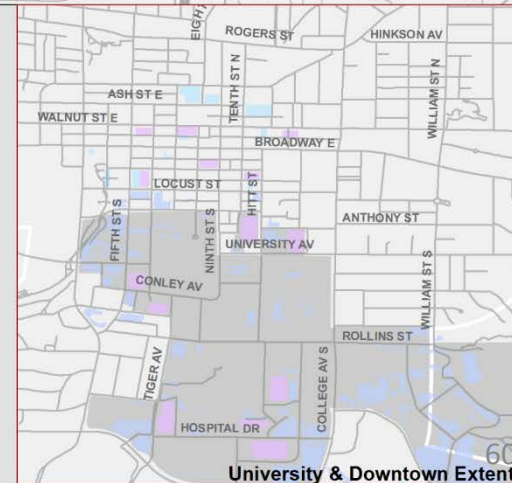 EIGHT
ROGERS ST
HINKSON AV
TENTH ST N
WILLIAM ST N
ASH ST E
WALNUT ST E
BROADWAY E
LOCUST ST
HITT ST
FIFTH ST S
NINTH ST S
ANTHONY ST
UNIVERSITY AV
WILLIAM ST S
CONLEY AV
ROLLINS ST
TIGER AV
COLLEGE AV S
HOSPITAL DR
60
University & Downtown Extent